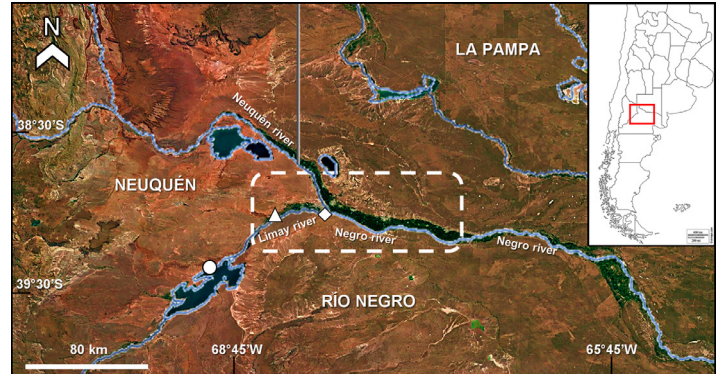 N
LA PAMPA
38°30'S
Neuquén river
NEUQUÉN
Limay river
Negro river
Negro river
39°30'S
RÍO NEGRO
80 km
68°45'W
65°45'W